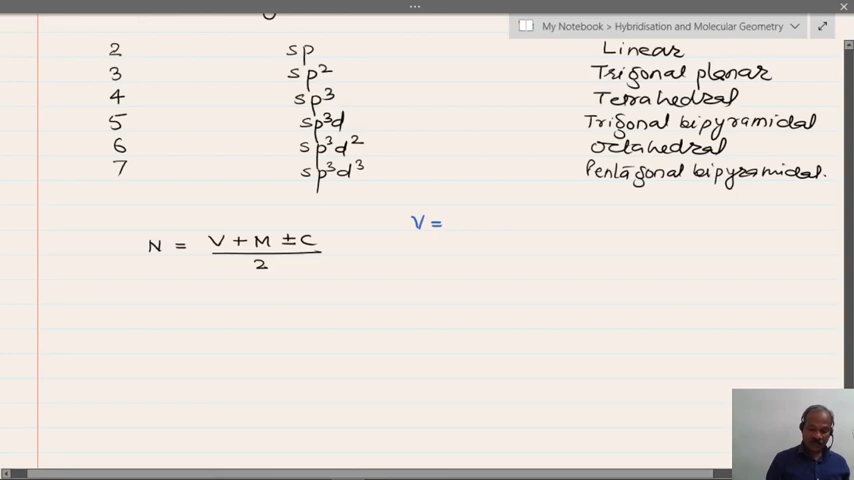 My Notebook > Hybridisation and Molecular Geometry
2 sp Linear
3 sp2 Trigonal planar
4 sp3 Tetrahedral
5 sp3d Trigonal bipyramidal
6 sp3d2 octahedral
7 sp3d3 Pentagonal bipyramidal.
V =
N = V + M ± C
2